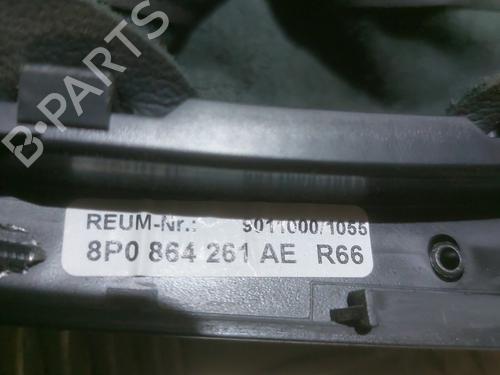 B-PARTS
REUM-Nr.: 9011000/1055
8P0 864 261 AE R66